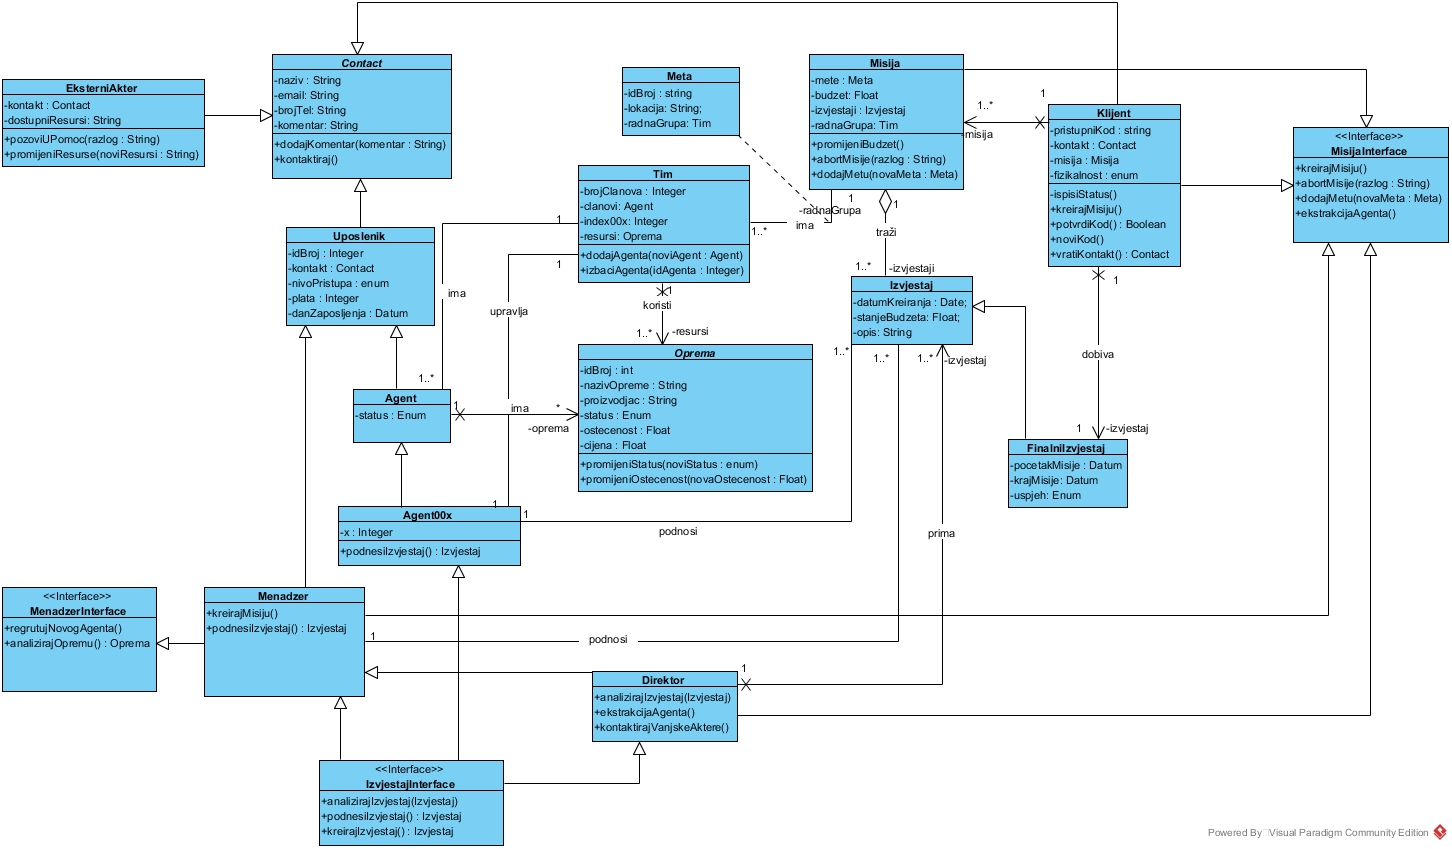 Contact
-naziv : String
-email: String
-brojTel: String
-komentar: String
+dodajKomentar(komentar : String)
+kontaktiraj()
EksterniAkter
-kontakt : Contact
-dostupniResursi: String
+pozoviUPomoc(razlog : String)
+promijeniResurse(noviResursi : String)
Meta
-idBroj : string
-lokacija: String;
-radnaGrupa: Tim
Misija
-mete : Meta
-budzet: Float
-izvjestaji : Izvjestaj
-radnaGrupa: Tim
+promijeniBudzet()
+abortMisije(razlog : String)
+dodajMetu(novaMeta : Meta)
1..*
-misija
1
Klijent
-pristupniKod : string
-kontakt : Contact
-misija : Misija
-fizikalnost : enum
-ispisiStatus()
+kreirajMisiju()
+potvrdiKod() : Boolean
+noviKod()
+vratiKontakt() : Contact
<<Interface>>
MisijaInterface
+kreirajMisiju()
+abortMisije(razlog : String)
+dodajMetu(novaMeta : Meta)
+ekstrakcijaAgenta()
Tim
-brojClanova : Integer
-clanovi : Agent
-index00x: Integer
-resursi: Oprema
+dodajAgenta(noviAgent : Agent)
+izbaciAgenta(idAgenta : Integer)
1
-radnaGrupa
ima
1..*
1
traži
1..*
-izvjestaji
1
1
Uposlenik
-idBroj : Integer
-kontakt : Contact
-nivoPristupa : enum
-plata : Integer
-danZaposljenja : Datum
ima
1..*
upravlja
1
1
koristi
1..*
-resursi
Izvjestaj
-datumKreiranja : Date;
-stanjeBudzeta: Float;
-opis: String
1..*
1..*
1..*
-izvjestaj
1
dobiva
1
-izvjestaj
Oprema
-idBroj : int
-nazivOpreme : String
-proizvodjac : String
-status : Enum
-ostecenost : Float
-cijena : Float
+promijeniStatus(noviStatus : enum)
+promijeniOstecenost(novaOstecenost : Float)
Agent
-status : Enum
1
ima
*
-oprema
FinalniIzvjestaj
-pocetakMisije : Datum
-krajMisije: Datum
-uspjeh: Enum
Agent00x
-x : Integer
+podnesiIzvjestaj() : Izvjestaj
1
podnosi
prima
<<Interface>>
MenadzerInterface
+regrutujNovogAgenta()
+analizirajOpremu() : Oprema
Menadzer
+kreirajMisiju()
+podnesiIzvjestaj() : Izvjestaj
1
podnosi
Direktor
+analizirajIzvjestaj(Izvjestaj)
+ekstrakcijaAgenta()
+kontaktirajVanjskeAktere()
1
<<Interface>>
IzvjestajInterface
+analizirajIzvjestaj(Izvjestaj)
+podnesiIzvjestaj() : Izvjestaj
+kreirajIzvjestaj() : Izvjestaj
Powered By Visual Paradigm Community Edition